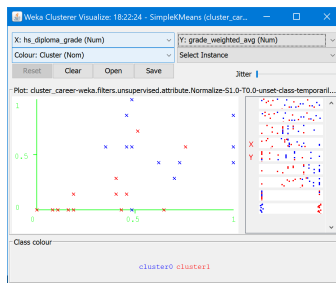 Weka Clusterer Visualize: 18:22:24 - SimpleKMeans (cluster_car...
X: hs_diploma_grade (Num)
Y: grade_weighted_avg (Num)
Colour: Cluster (Nom)
Select Instance
Reset
Clear
Open
Save
Jitter
Plot: cluster_career-weka.filters.unsupervised.attribute.Normalize-S1.0-T0.0-unset-class-temporaril...
1
0.5
0
0
0.5
1
X
Y
Class colour
cluster0 cluster1